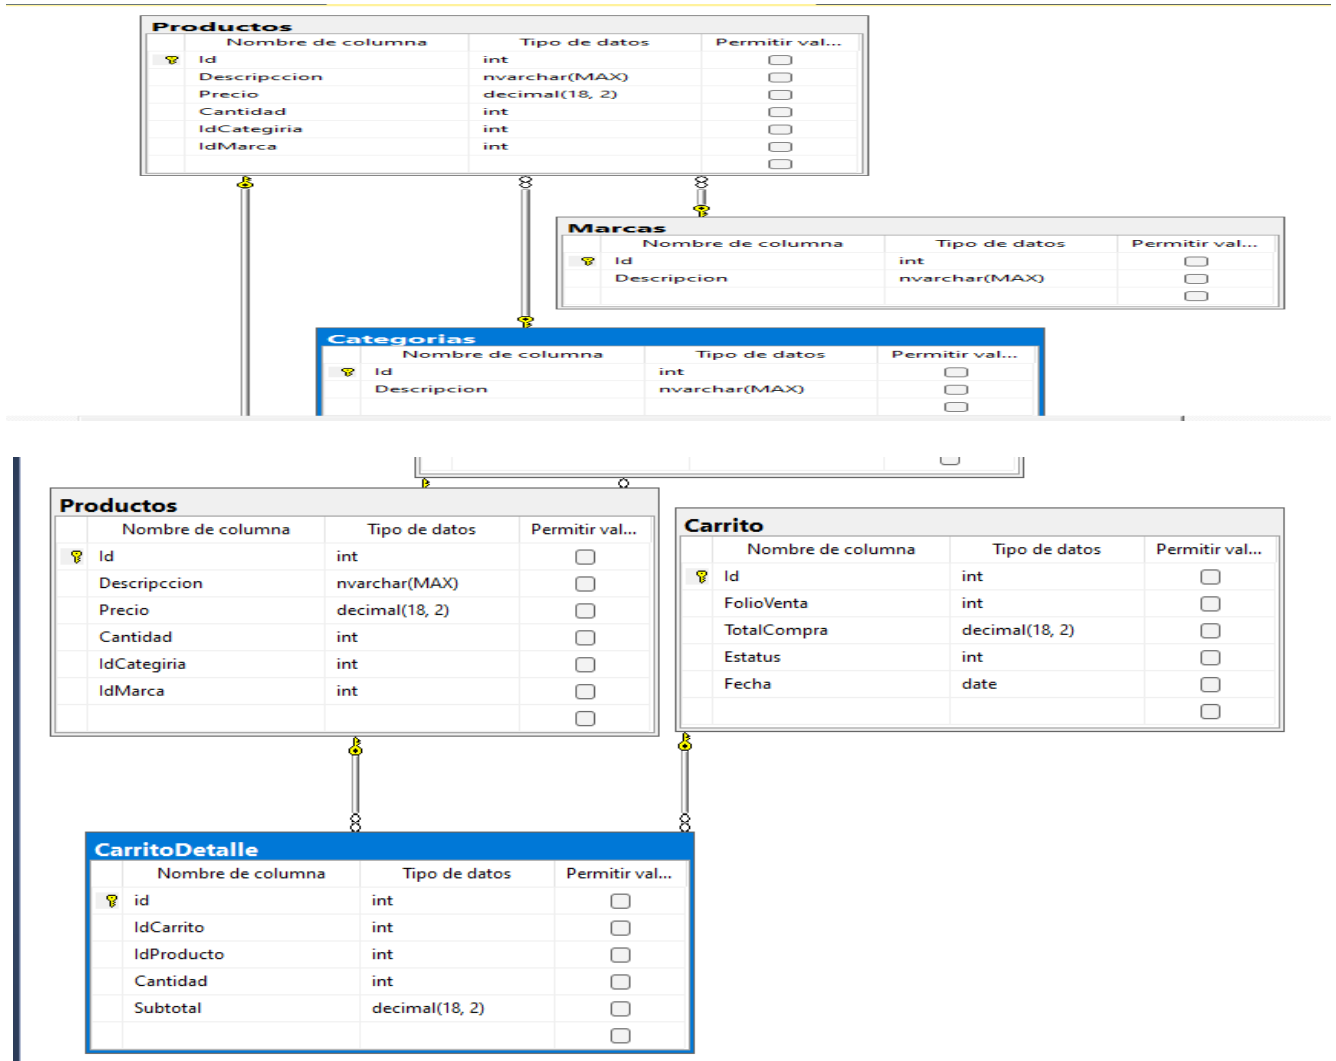 Productos
Nombre de columna Tipo de datos Permitir val...
Id int
Descripccion nvarchar(MAX)
Precio decimal(18, 2)
Cantidad int
IdCategiria int
IdMarca int
Marcas
Nombre de columna Tipo de datos Permitir val...
Id int
Descripcion nvarchar(MAX)
Categorias
Nombre de columna Tipo de datos Permitir val...
Id int
Descripcion nvarchar(MAX)
Productos
Nombre de columna Tipo de datos Permitir val...
Id int
Descripccion nvarchar(MAX)
Precio decimal(18, 2)
Cantidad int
IdCategiria int
IdMarca int
Carrito
Nombre de columna Tipo de datos Permitir val...
Id int
FolioVenta int
TotalCompra decimal(18, 2)
Estatus int
Fecha date
CarritoDetalle
Nombre de columna Tipo de datos Permitir val...
id int
IdCarrito int
IdProducto int
Cantidad int
Subtotal decimal(18, 2)